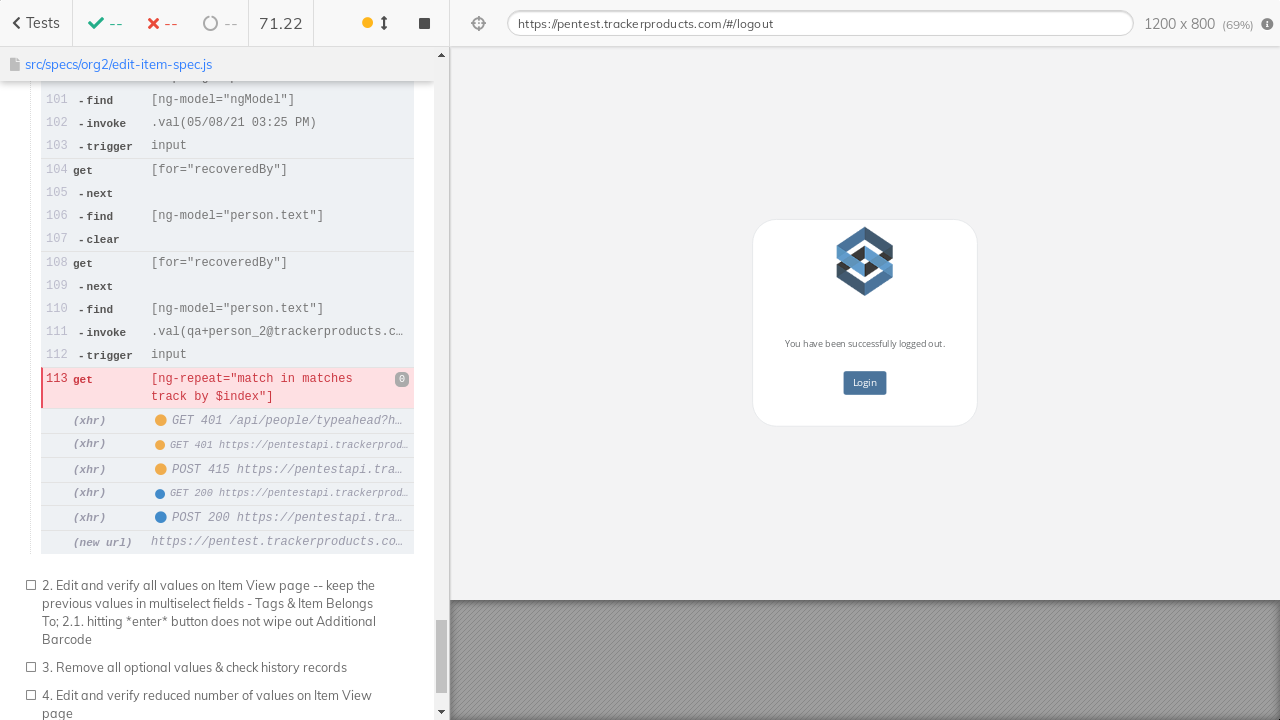 Tests
--
--
--
71.22
https://pentest.trackerproducts.com/#/logout
1200 x 800 (69%)
src/specs/org2/edit-item-spec.js
101 -find [ng-model="ngModel"]
102 -invoke .val(05/08/21 03:25 PM)
103 -trigger input
104 get [for="recoveredBy"]
105 -next
106 -find [ng-model="person.text"]
107 -clear
108 get [for="recoveredBy"]
109 -next
110 -find [ng-model="person.text"]
111 -invoke .val(qa+person_2@trackerproducts.c…
112 -trigger input
113 get [ng-repeat="match in matches
track by $index"]
0
(xhr) GET 401 /api/people/typeahead?h…
(xhr) GET 401 https://pentestapi.trackerprod…
(xhr) POST 415 https://pentestapi.tra…
(xhr) GET 200 https://pentestapi.trackerprod…
(xhr) POST 200 https://pentestapi.tra…
(new url) https://pentest.trackerproducts.co…
2. Edit and verify all values on Item View page -- keep the
previous values in multiselect fields - Tags & Item Belongs
To; 2.1. hitting *enter* button does not wipe out Additional
Barcode
3. Remove all optional values & check history records
4. Edit and verify reduced number of values on Item View
page
You have been successfully logged out.
Login